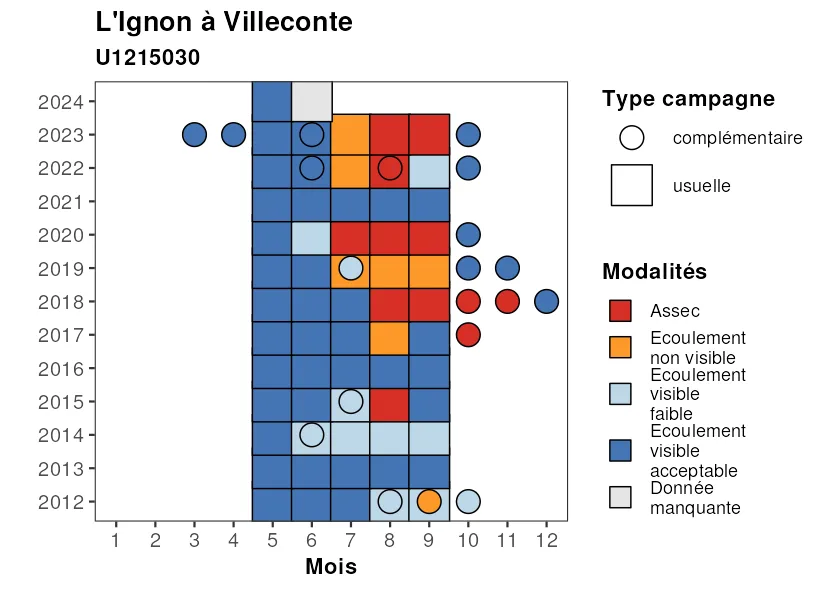 L'Ignon à Villeconte
U1215030
2024
2023
2022
2021
2020
2019
2018
2017
2016
2015
2014
2013
2012
1 2 3 4 5 6 7 8 9 10 11 12
Mois
Type campagne
complémentaire
usuelle
Modalités
Assec
Ecoulement
non visible
Ecoulement
visible
faible
Ecoulement
visible
acceptable
Donnée
manquante